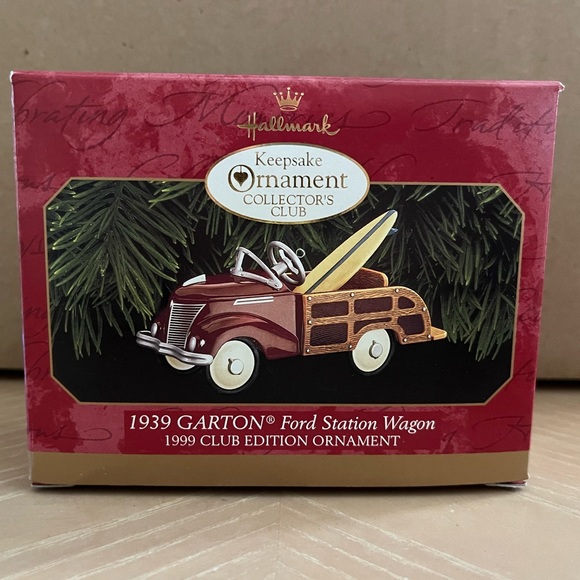 Hallmark
Keepsake
Ornament
COLLECTOR'S
CLUB
1939 GARTON® Ford Station Wagon
1999 CLUB EDITION ORNAMENT